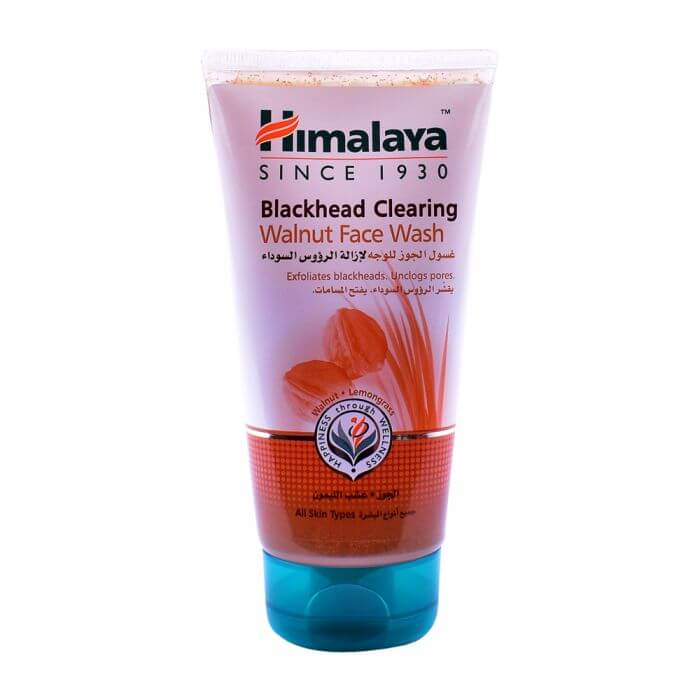 Himalaya™
SINCE 1930
Blackhead Clearing
Walnut Face Wash
غسول الجوز للوجه لإزالة الرؤوس السوداء
Exfoliates blackheads. Unclogs pores.
يقشر الرؤوس السوداء، يفتح المسامات.
Walnut • Lemongrass
HAPPINESS through WELLNESS
الجوز • عشب الليمون
All Skin Types جميع أنواع البشرة